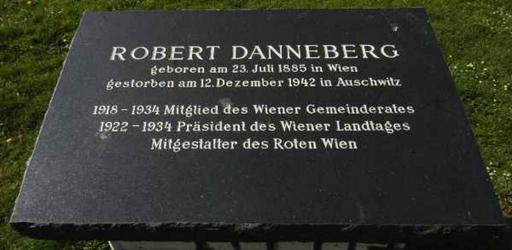 ROBERT DANNEBERG
geboren am 23. Juli 1885 in Wien
gestorben am 12. Dezember 1942 in Auschwitz
1918 – 1934 Mitglied des Wiener Gemeinderates
1922 – 1934 Präsident des Wiener Landtages
Mitgestalter des Roten Wien